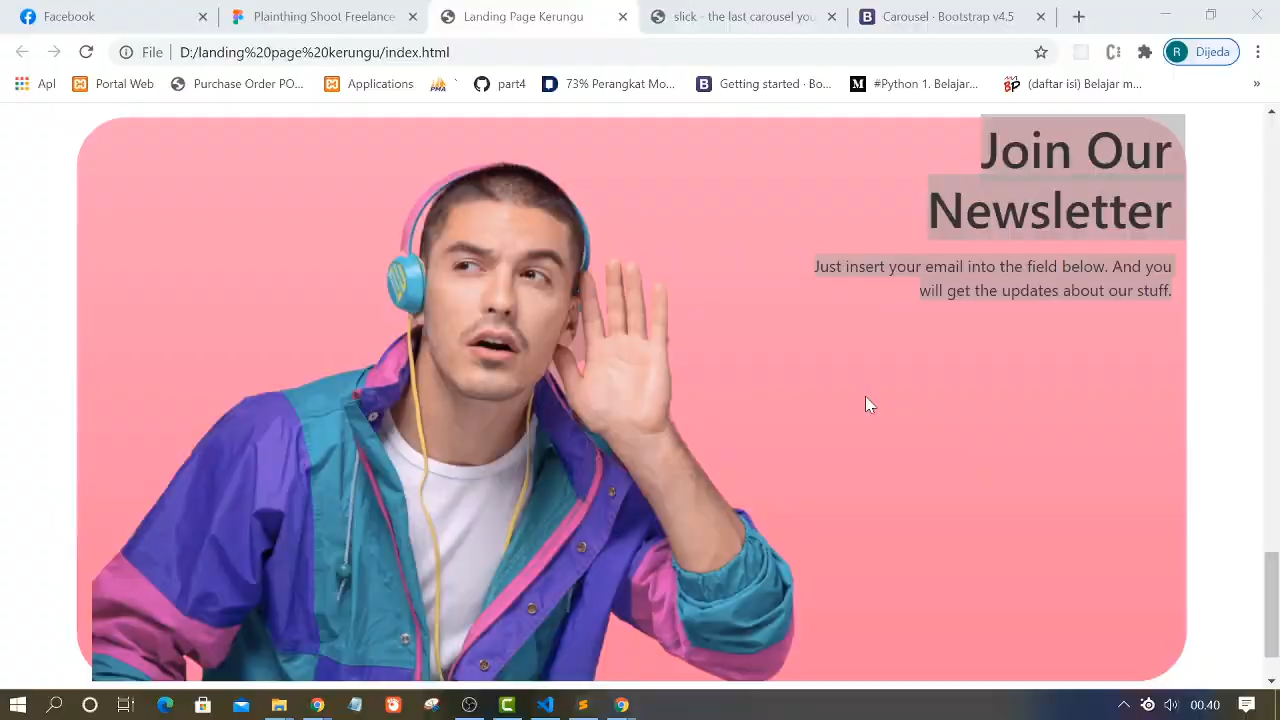 Facebook
Plainthing Shoot Freelance
Landing Page Kerungu
slick - the last carousel you
Carousel · Bootstrap v4.5
File
D:/landing%20page%20kerungu/index.html
R
Dijeda
Apl
Portal Web
Purchase Order PO...
Applications
PMA
part4
73% Perangkat Mo...
Getting started · Bo...
M
#Python 1. Belajar...
(daftar isi) Belajar m...
»
Join Our
Newsletter
Just insert your email into the field below. And you
will get the updates about our stuff.
00.40